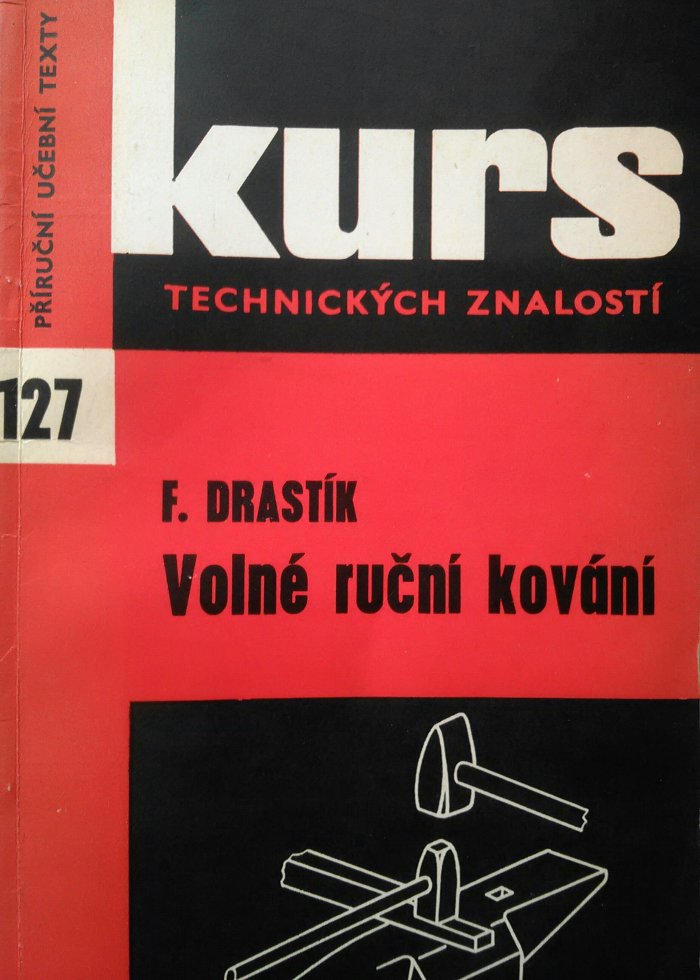 PŘÍRUČNÍ UČEBNÍ TEXTY
kurs
TECHNICKÝCH ZNALOSTÍ
127
F. DRASTÍK
Volné ruční kování